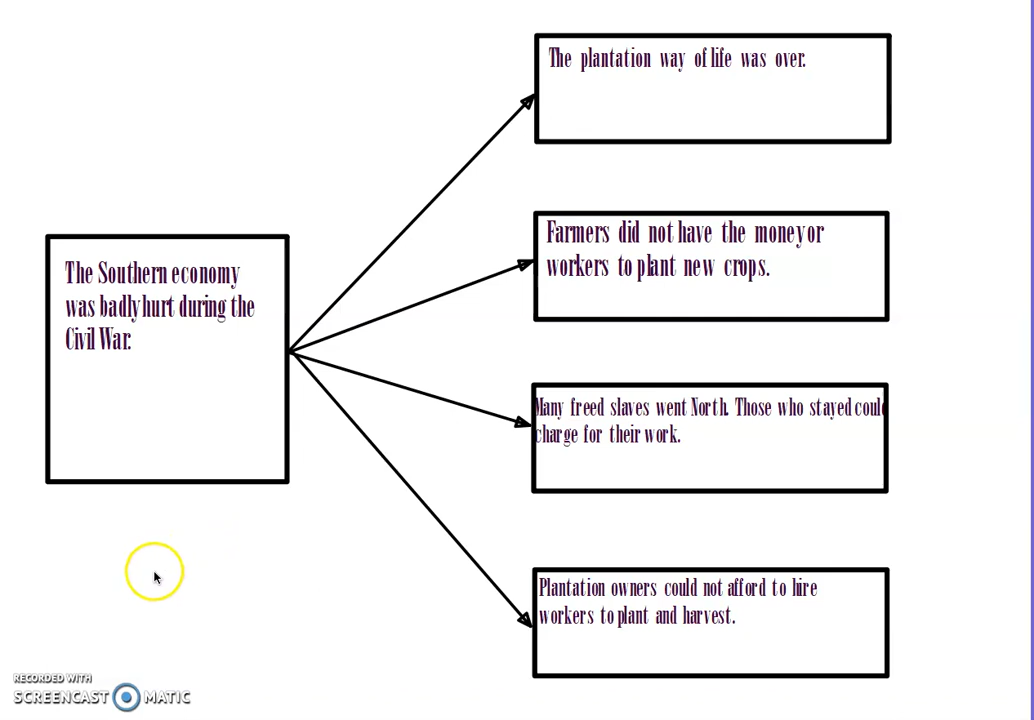 The plantation way of life was over.
Farmers did not have the money or
workers to plant new crops.
The Southern economy
was badly hurt during the
Civil War.
Many freed slaves went North. Those who stayed could
charge for their work.
Plantation owners could not afford to hire
workers to plant and harvest.
RECORDED WITH
SCREENCAST MATIC